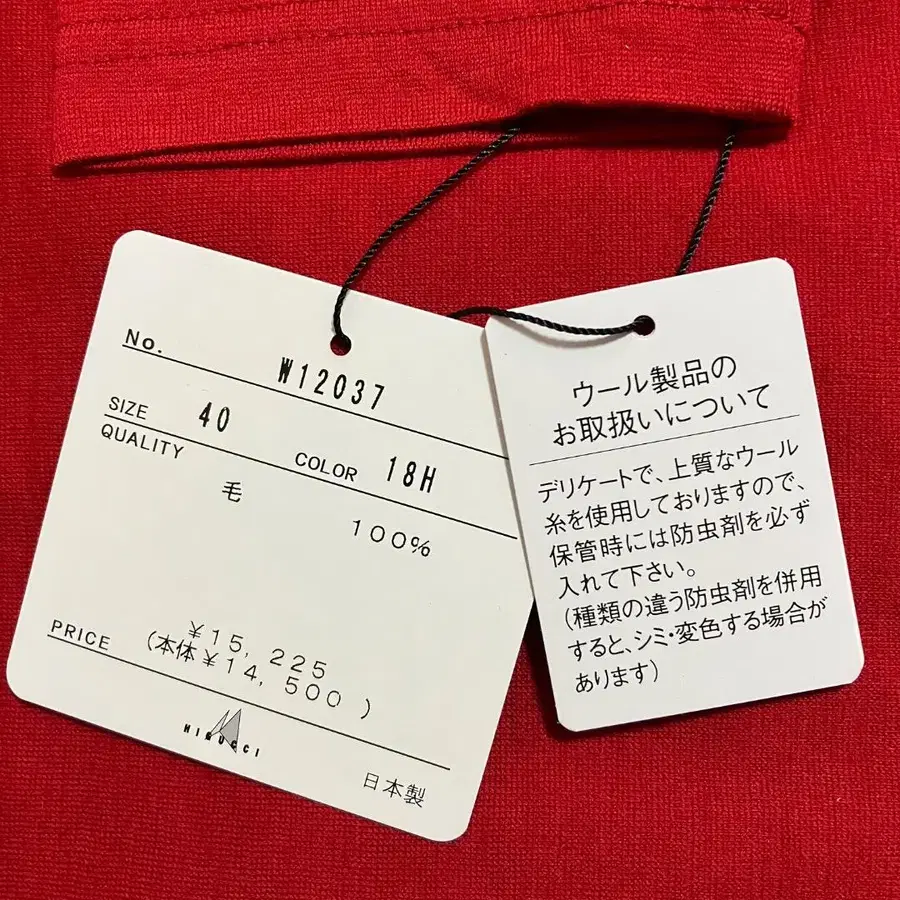 No. W12037
SIZE 40 COLOR 18H
QUALITY
毛 100%
PRICE ¥15,225
(本体¥14,500)
日本製
ウール製品の
お取扱いについて
デリケートで、上質なウール
糸を使用しておりますので、
保管時には防虫剤を必ず
入れて下さい。
(種類の違う防虫剤を併用
すると、シミ・変色する場合が
あります)